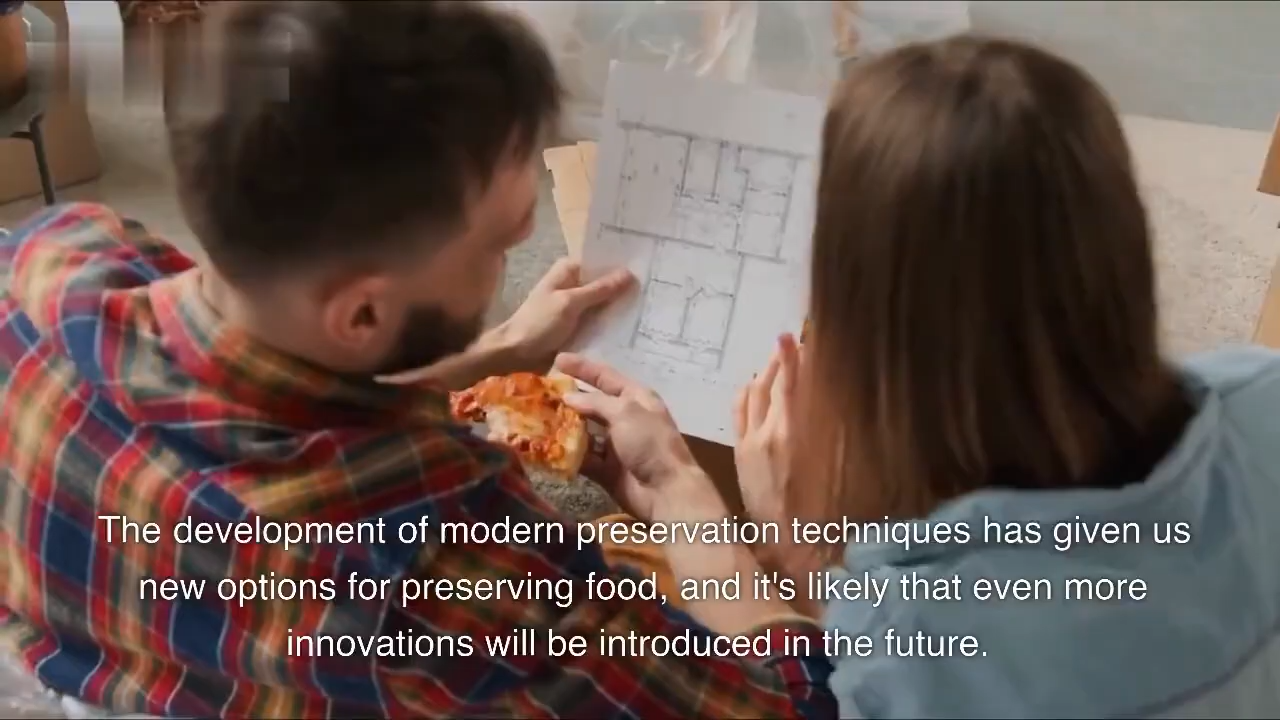 The development of modern preservation techniques has given us
new options for preserving food, and it's likely that even more
innovations will be introduced in the future.